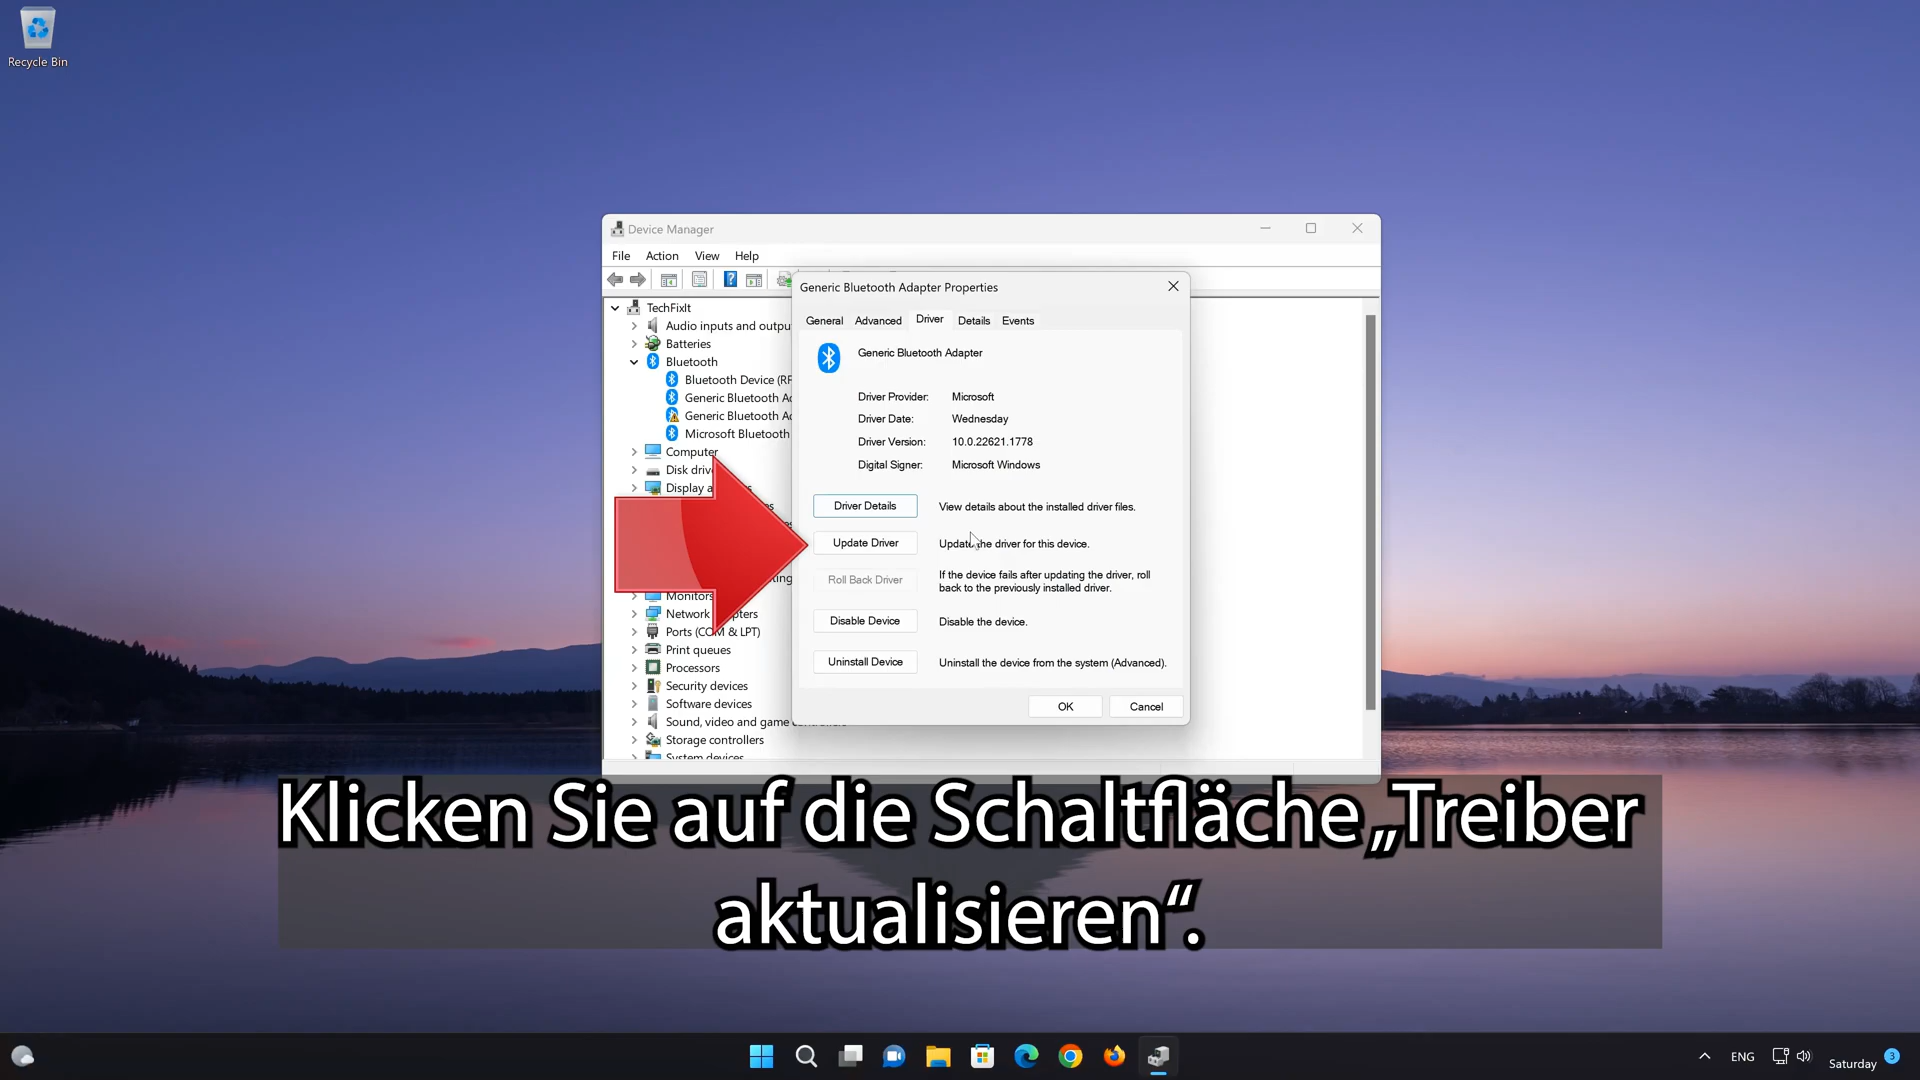 Recycle Bin
Device Manager
File Action View Help
Generic Bluetooth Adapter Properties
General Advanced Driver Details Events
TechFixIt
Audio inputs and
Batteries
Bluetooth
Bluetooth Device
Generic Bluetooth
Generic Bluetooth
Microsoft Bluetooth
Computer
Disk
Display
Monitors
Network
Ports (COM & LPT)
Print queues
Processors
Security devices
Software devices
Sound, video and game
Storage controllers
System devices
Generic Bluetooth Adapter
Driver Provider: Microsoft
Driver Date: Wednesday
Driver Version: 10.0.22621.1778
Digital Signer: Microsoft Windows
Driver Details View details about the installed driver files.
Update Driver Update the driver for this device.
Roll Back Driver If the device fails after updating the driver, roll
back to the previously installed driver.
Disable Device Disable the device.
Uninstall Device Uninstall the device from the system (Advanced).
OK Cancel
Klicken Sie auf die Schaltfläche „Treiber
aktualisieren“.
ENG
Saturday 3